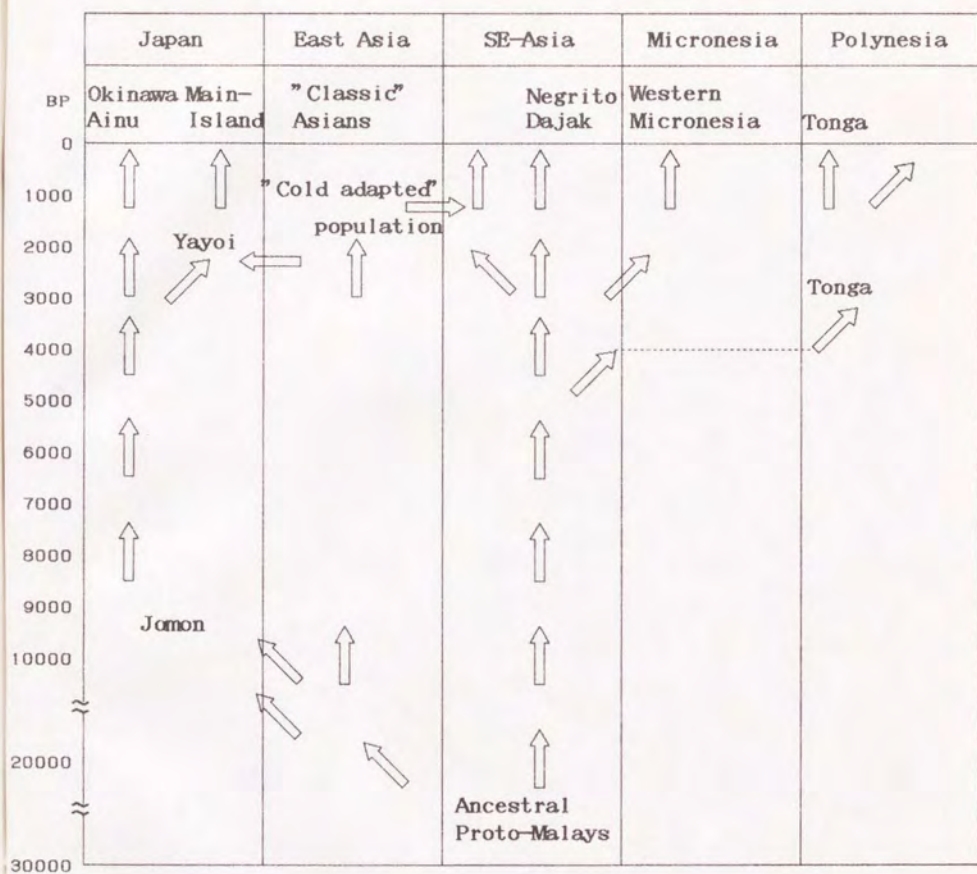 Japan East Asia SE-Asia Micronesia Polynesia
BP Okinawa Main- "Classic" Negrito Western
Ainu Island Asians Dajak Micronesia Tonga
0
"Cold adapted"
1000
population
2000 Yayoi
3000 Tonga
4000
5000
6000
7000
8000
9000
Jomon
10000
20000
Ancestral
Proto-Malays
30000